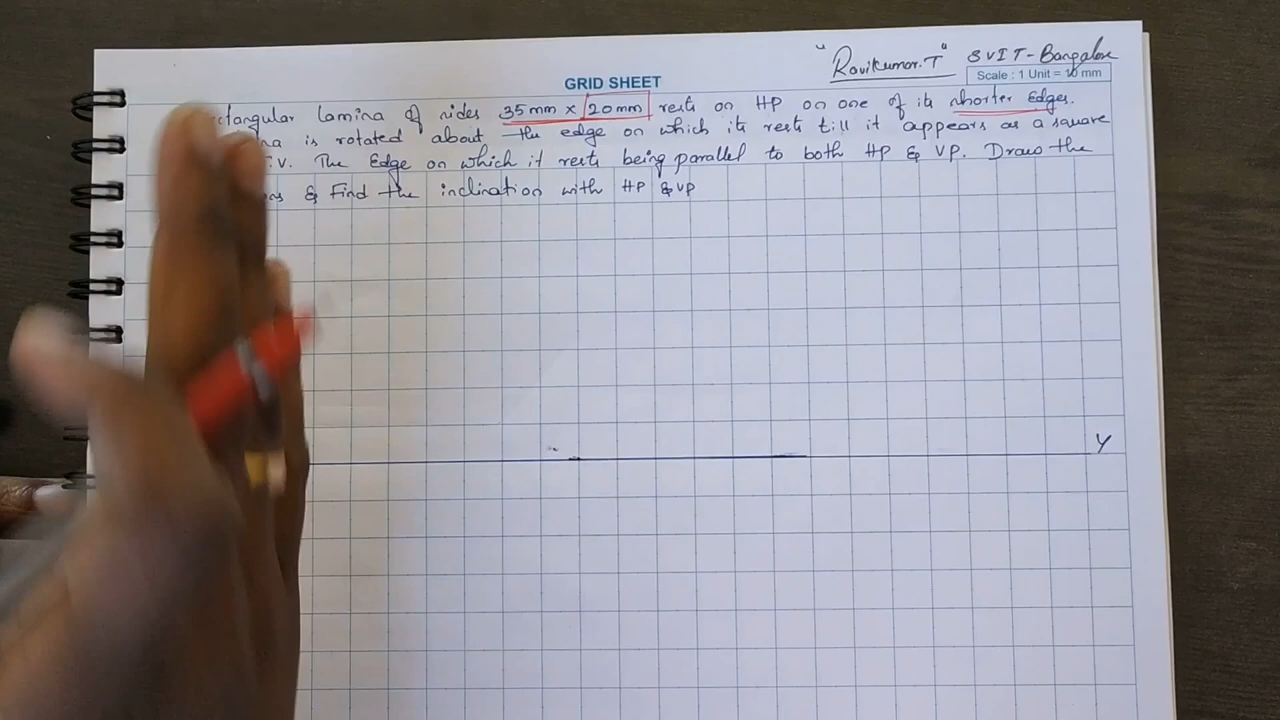 "Ravikumar.T" SVIT-Bangalore
GRID SHEET
Scale : 1 Unit = 10 mm
ctangular Lamina of sides 35mm × 20mm rests on HP on one of its shorter Edges.
na is rotated about the edge on which its rests till it appears as a square
T.V. The Edge on which it rests being parallel to both HP & VP. Draw the
ons & Find the inclination with HP & VP
Y